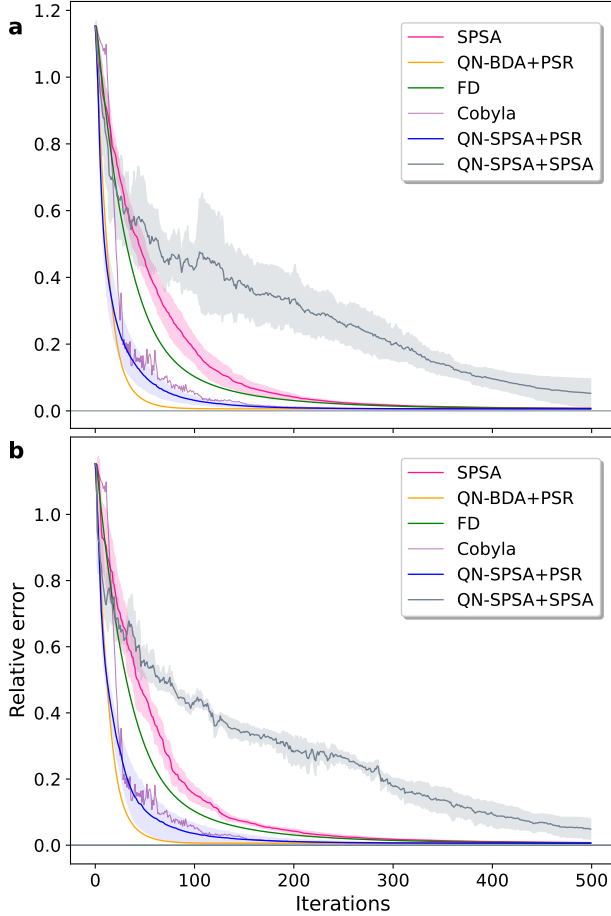 a
1.2
1.0
0.8
0.6
0.4
0.2
0.0
SPSA
QN-BDA+PSR
FD
Cobyla
QN-SPSA+PSR
QN-SPSA+SPSA
b
1.0
0.8
0.6
0.4
0.2
0.0
Relative error
SPSA
QN-BDA+PSR
FD
Cobyla
QN-SPSA+PSR
QN-SPSA+SPSA
0 100 200 300 400 500
Iterations